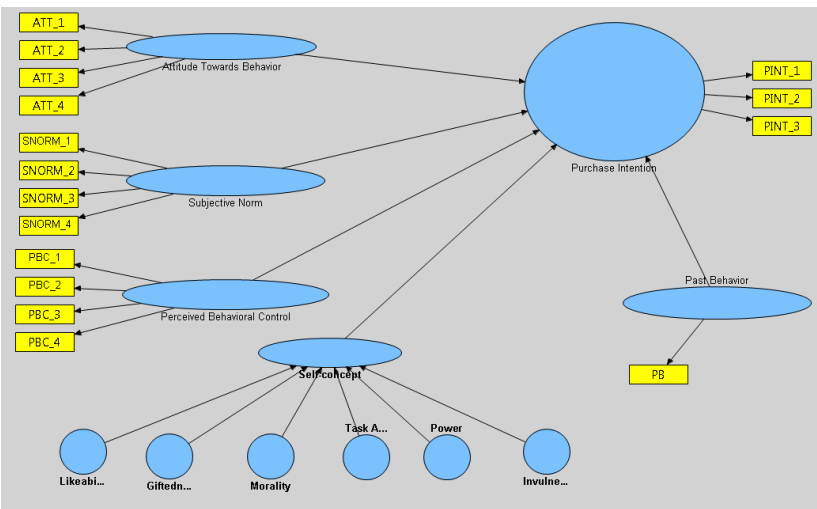 ATT_1
ATT_2
ATT_3
ATT_4
Attitude Towards Behavior
PINT_1
PINT_2
PINT_3
Purchase Intention
SNORM_1
SNORM_2
SNORM_3
SNORM_4
Subjective Norm
PBC_1
PBC_2
PBC_3
PBC_4
Perceived Behavioral Control
Past Behavior
PB
Self-concept
Likeabi...
Giftedn...
Morality
Task A...
Power
Invulne...